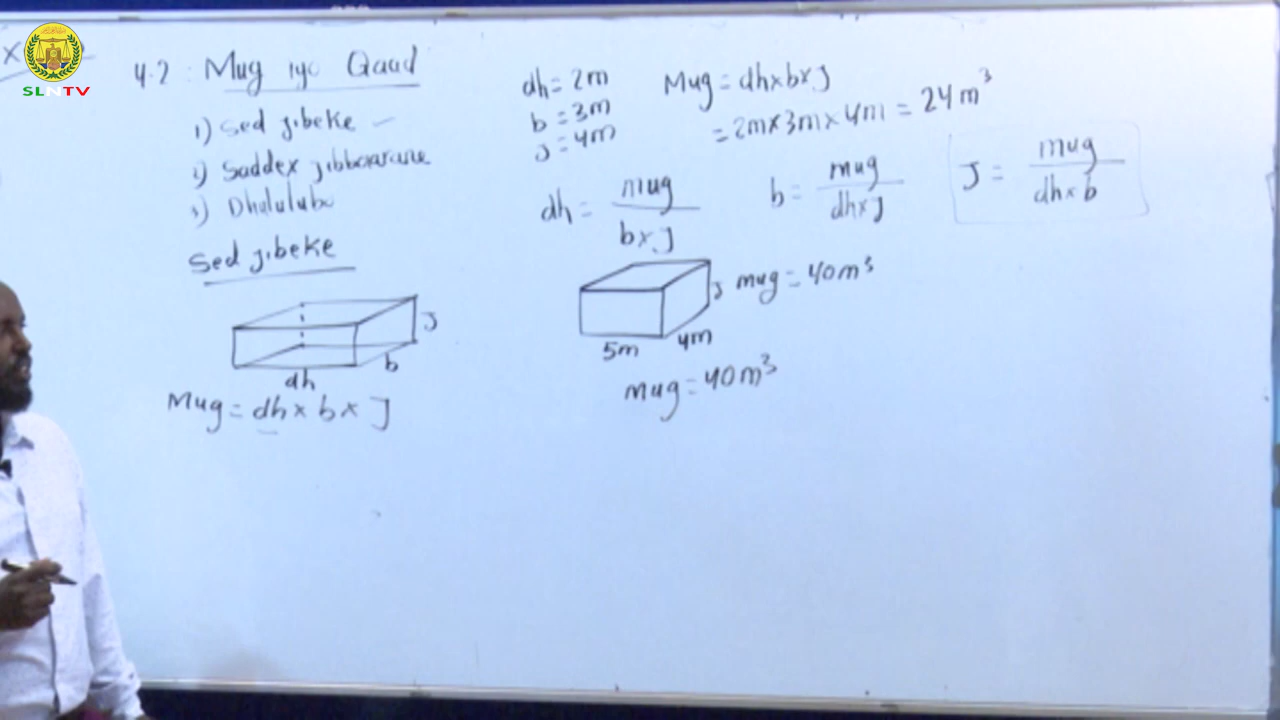 SLNTV
x
4.2 : Mug iyo Qaad
1) Sed jibeke
2) Saddex jibbaarane
3) Dhululubo
Sed jibeke
dh
b
J
Mug = dh x b x J
dh = 2m
b = 3m
J = 4m
Mug = dh x b x J
= 2m x 3m x 4m = 24m³
dh = mug
b x J
b = mug
dh x J
J = mug
dh x b
J
mug = 40m³
5m
4m
mug = 40m³